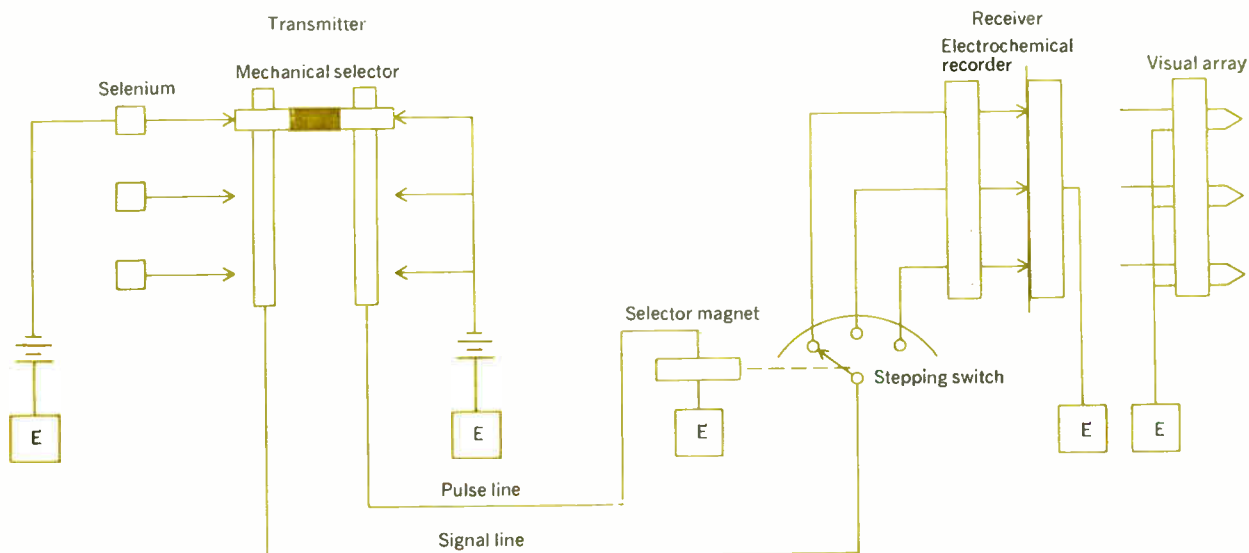 Transmitter
Receiver
Electrochemical
recorder
Visual array
Mechanical selector
Selenium
Selector magnet
Stepping switch
E
E
E
E
E
Pulse line
Signal line